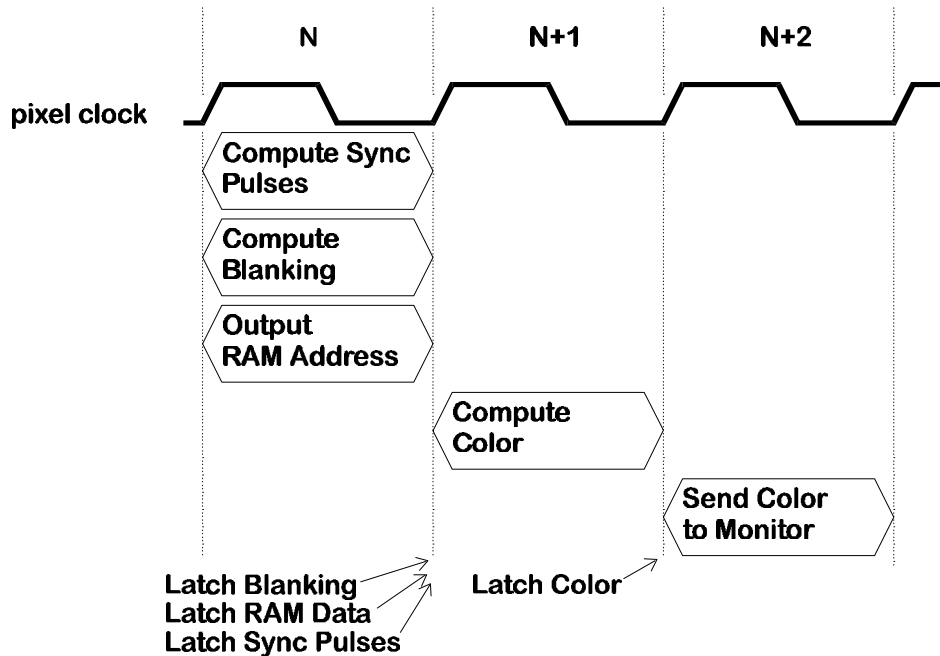 N N+1 N+2
pixel clock
Compute Sync
Pulses
Compute
Blanking
Output
RAM Address
Compute
Color
Send Color
to Monitor
Latch Blanking
Latch RAM Data
Latch Sync Pulses
Latch Color